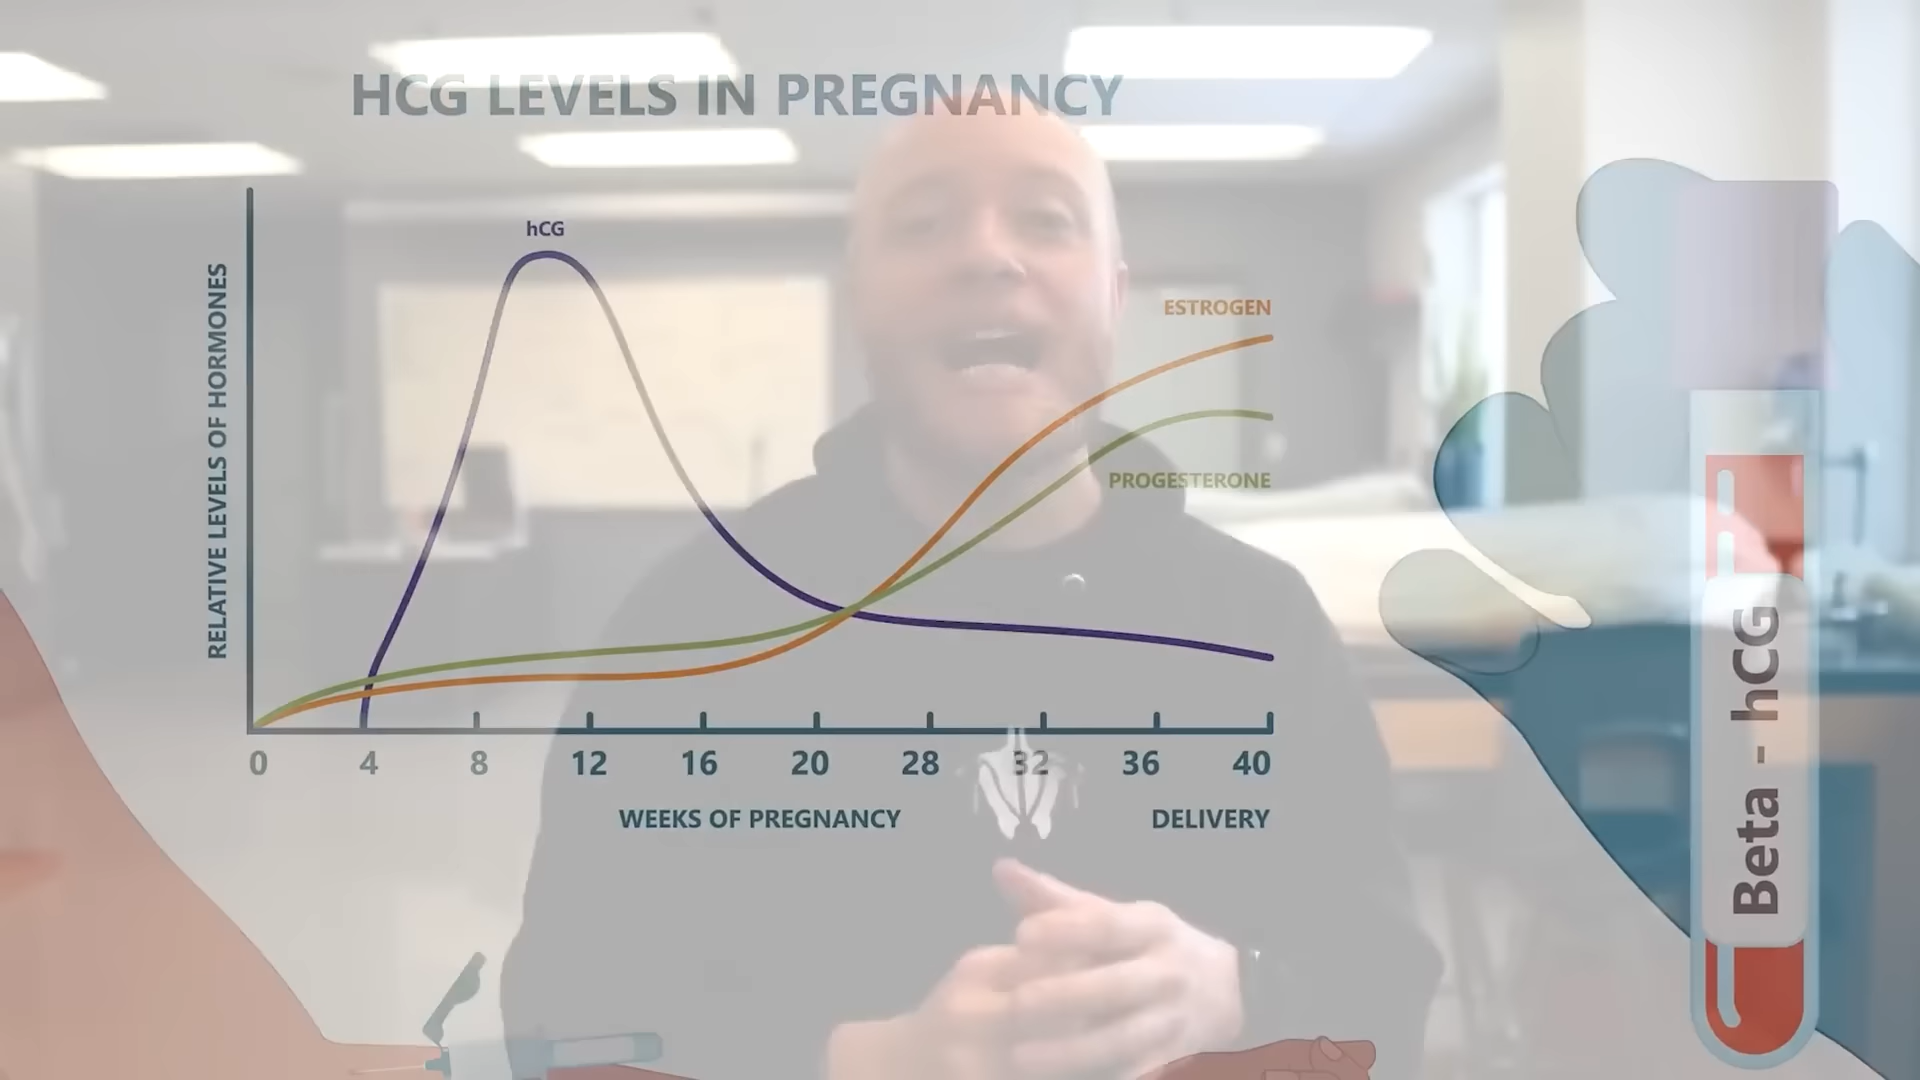 HCG LEVELS IN PREGNANCY
hCG
ESTROGEN
PROGESTERONE
RELATIVE LEVELS OF HORMONES
0 4 8 12 16 20 28 32 36 40
WEEKS OF PREGNANCY
DELIVERY
Beta - hCG